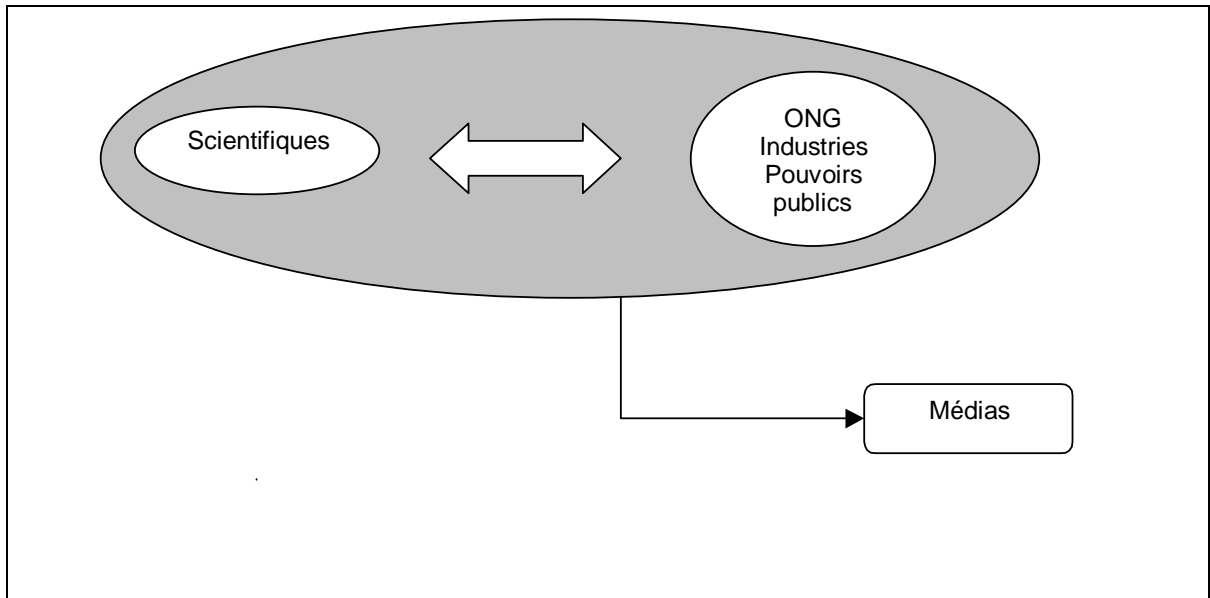 Scientifiques
ONG
Industries
Pouvoirs
publics
Médias